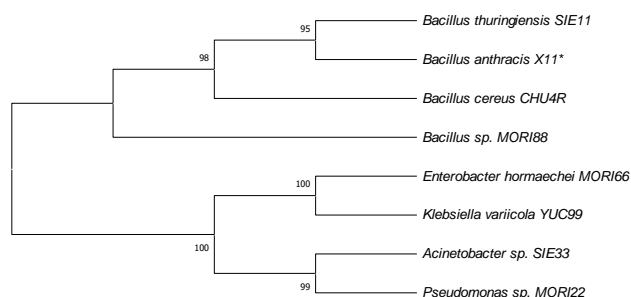 95
Bacillus thuringiensis SIE11
98
Bacillus anthracis X11*
Bacillus cereus CHU4R
Bacillus sp. MORI88
100
Enterobacter hormaechei MORI66
Klebsiella variicola YUC99
100
Acinetobacter sp. SIE33
99
Pseudomonas sp. MORI22